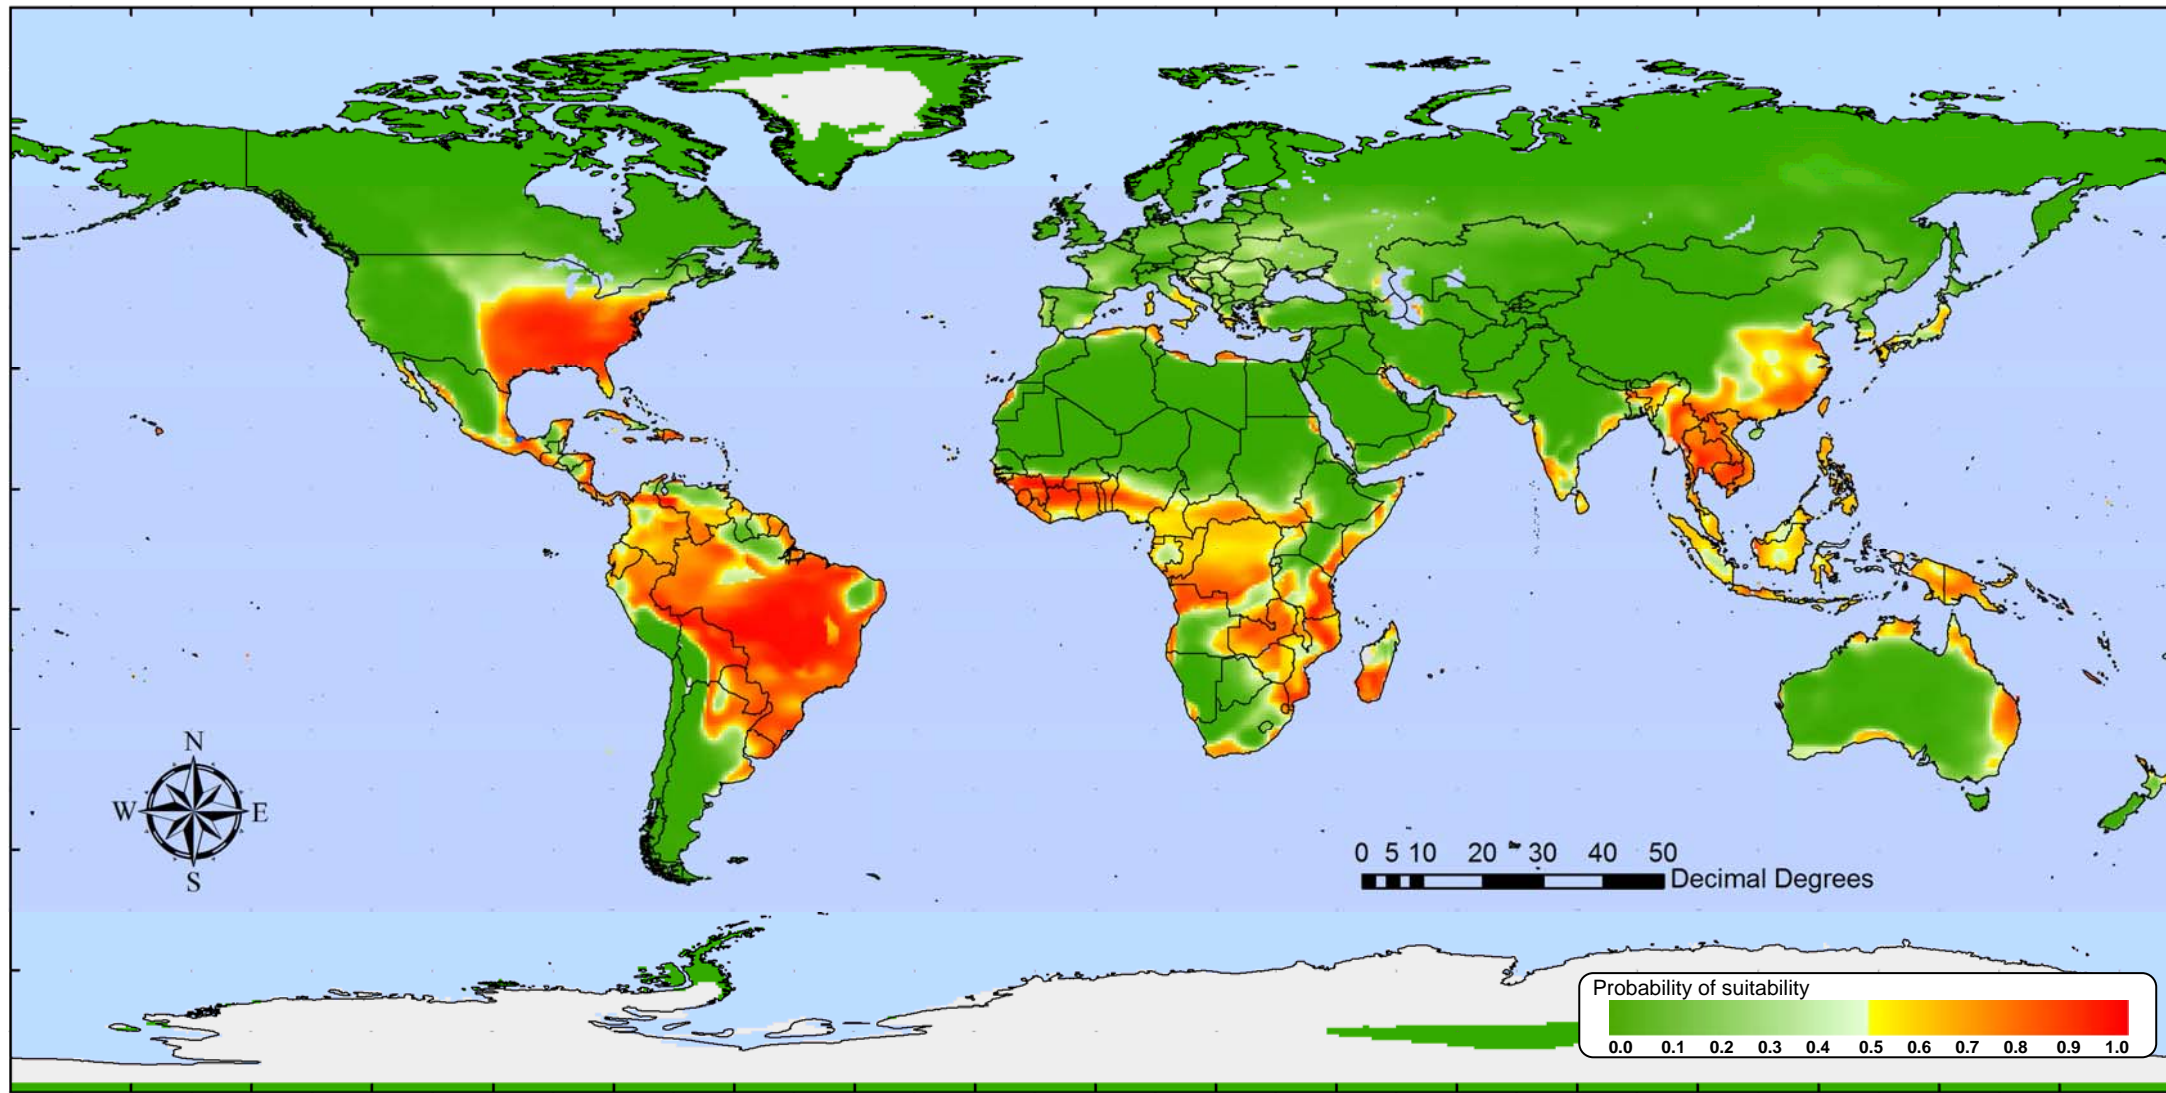 N
W E
S
0 5 10 20 30 40 50
Decimal Degrees
Probability of suitability
0.0 0.1 0.2 0.3 0.4 0.5 0.6 0.7 0.8 0.9 1.0